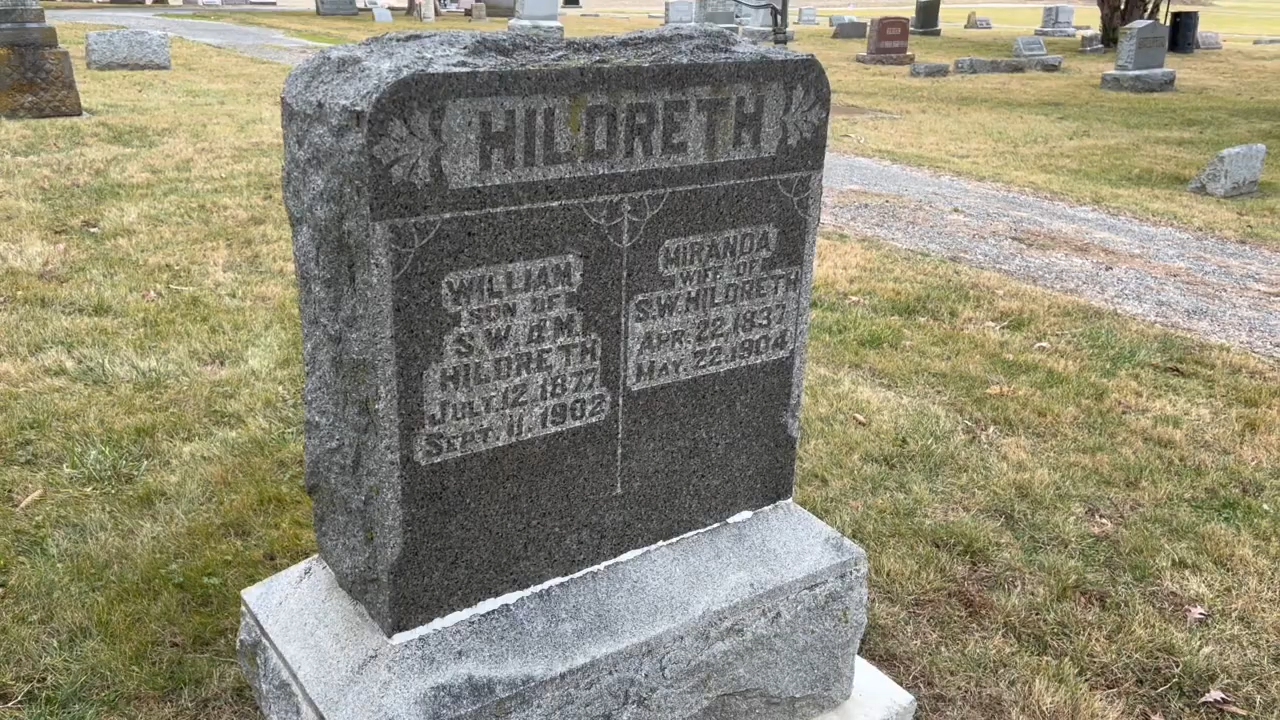 HILDRETH
WILLIAM
SON OF
S.W. & M.
HILDRETH
JULY.12.1877
SEPT. 11. 1902
MIRANDA
WIFE OF
S.W. HILDRETH
APR. 22.1837
MAY. 22.1904